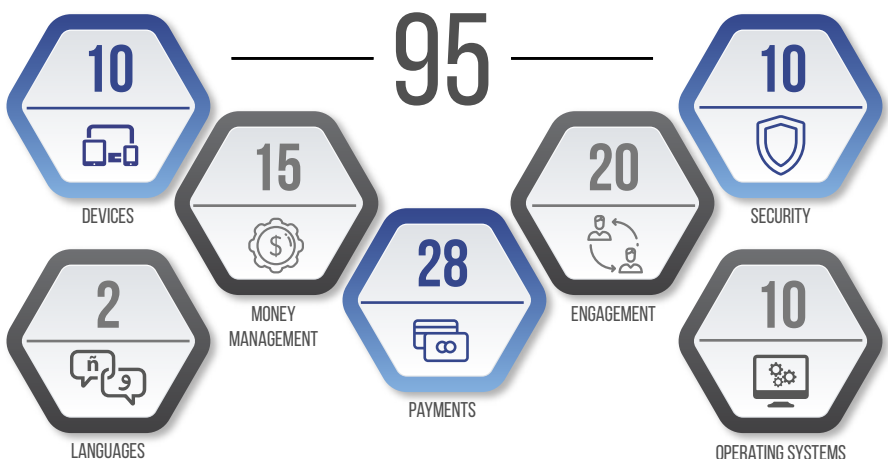 95
10
DEVICES
15
MONEY
MANAGEMENT
28
PAYMENTS
20
ENGAGEMENT
10
SECURITY
2
ñ
و
LANGUAGES
10
OPERATING SYSTEMS
$